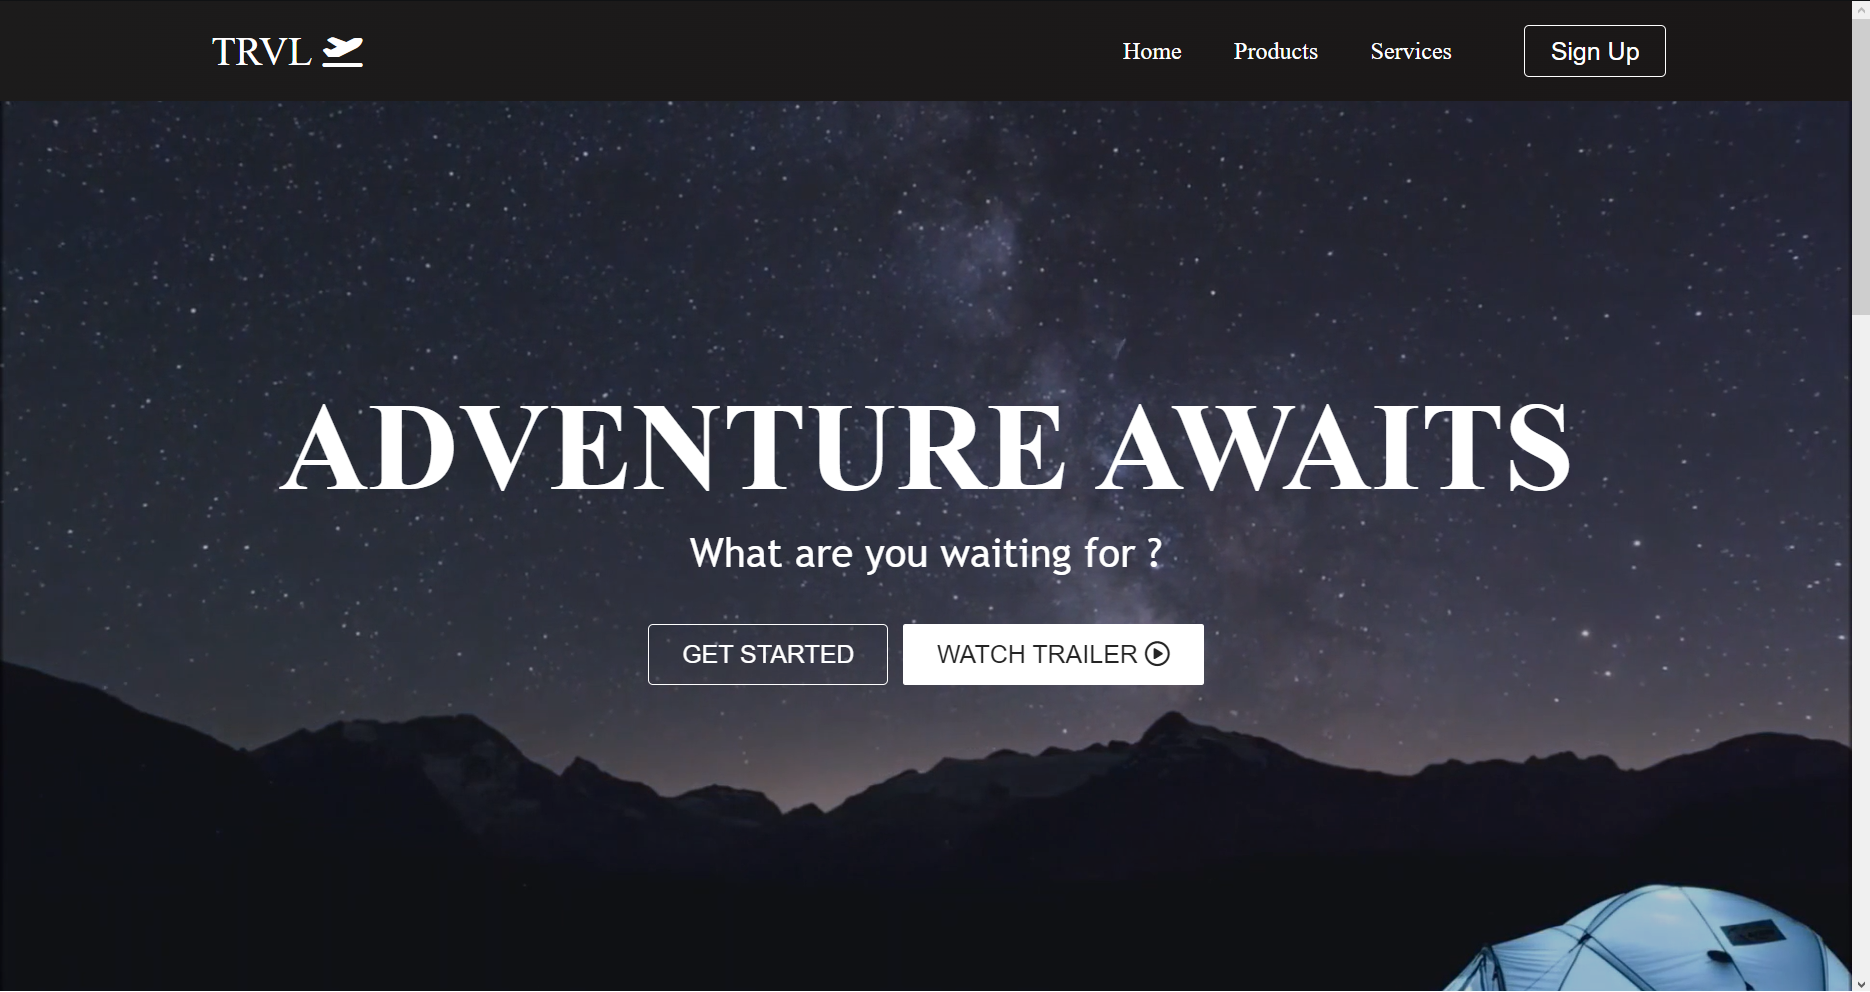 TRVL
Home Products Services Sign Up
ADVENTURE AWAITS
What are you waiting for ?
GET STARTED WATCH TRAILER